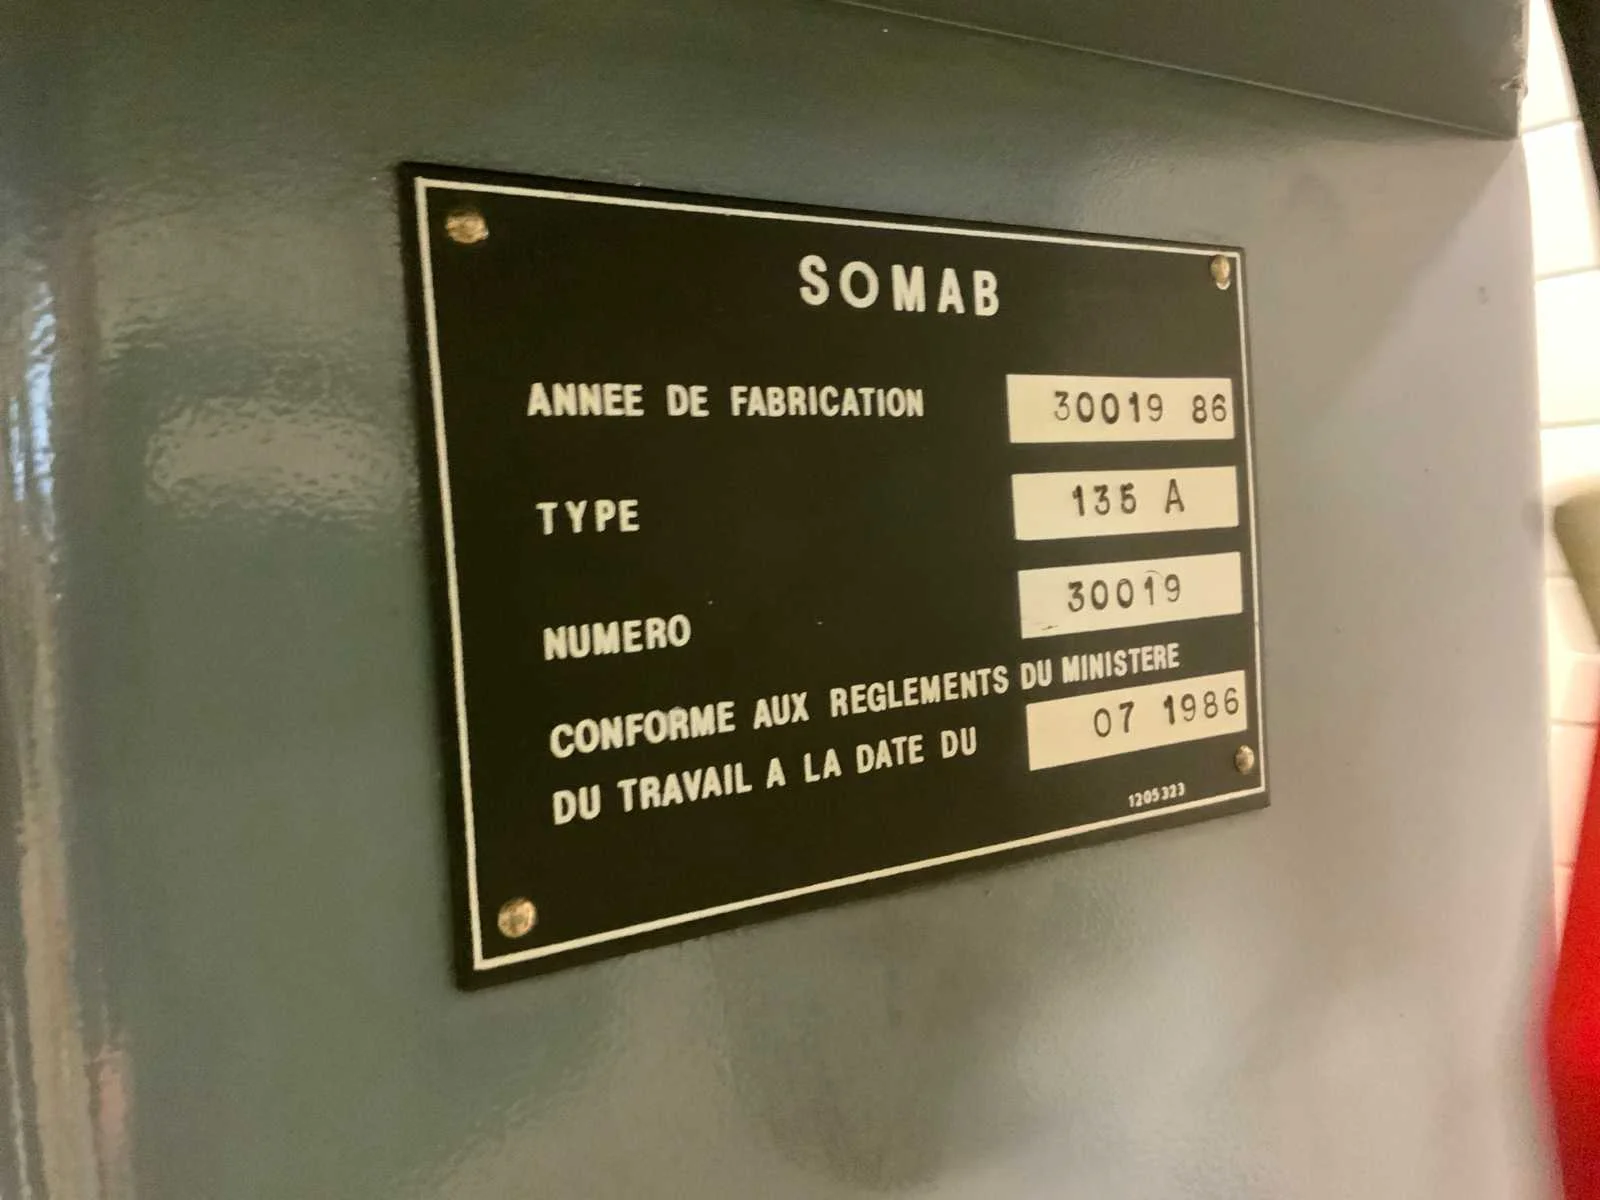 SOMAB
ANNEE DE FABRICATION 30019 86
TYPE 135 A
NUMERO 30019
CONFORME AUX REGLEMENTS DU MINISTERE
DU TRAVAIL A LA DATE DU 07 1986
1205323